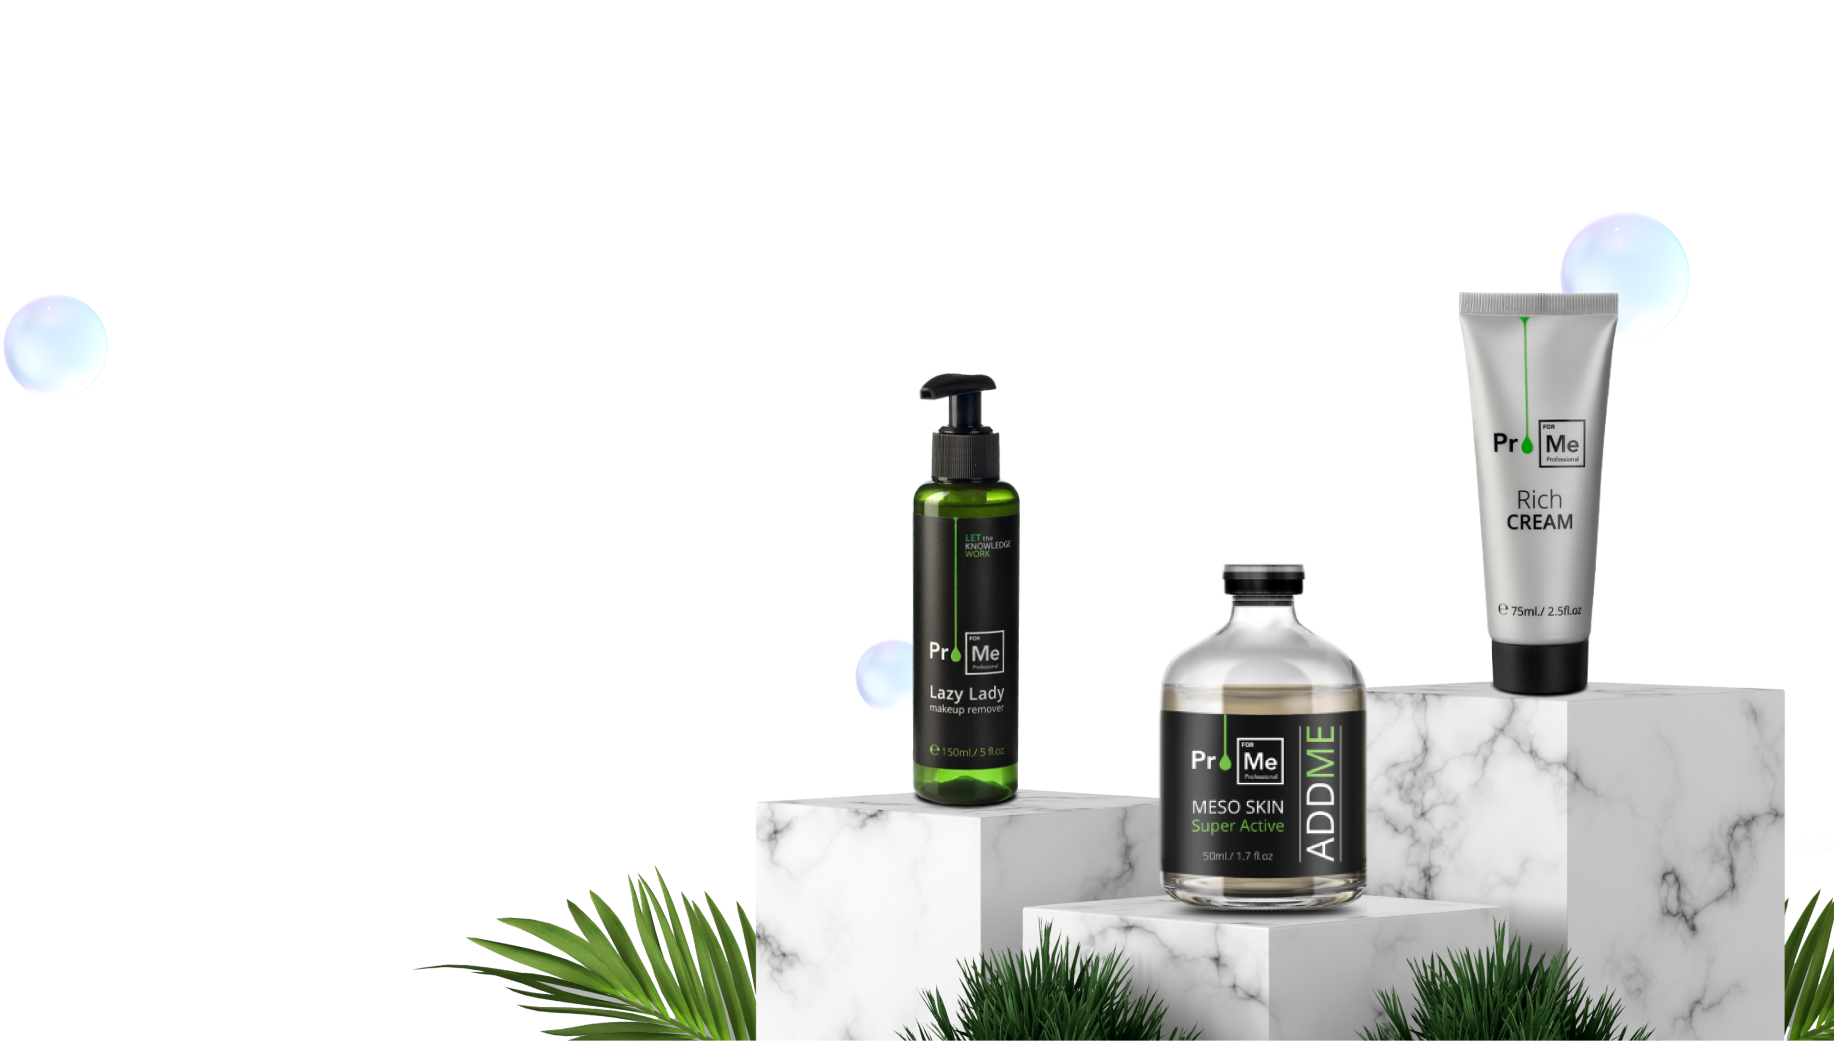 LET the
KNOWLEDGE
WORK
Pr
FOR
Me
Professional
Lazy Lady
makeup remover
℮ 150ml./ 5 fl.oz
Pr
FOR
Me
Professional
MESO SKIN
Super Active
50ml./ 1.7 fl.oz
ADDME
Pr
FOR
Me
Professional
Rich
CREAM
℮ 75ml./ 2.5fl.oz